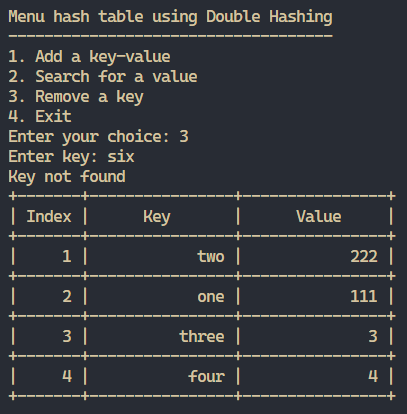 Menu hash table using Double Hashing
------------------------------------
1. Add a key-value
2. Search for a value
3. Remove a key
4. Exit
Enter your choice: 3
Enter key: six
Key not found
+-------+----------------+----------------+
| Index |      Key       |      Value     |
+-------+----------------+----------------+
|     1 |            two |            222 |
+-------+----------------+----------------+
|     2 |            one |            111 |
+-------+----------------+----------------+
|     3 |          three |              3 |
+-------+----------------+----------------+
|     4 |           four |              4 |
+-------+----------------+----------------+